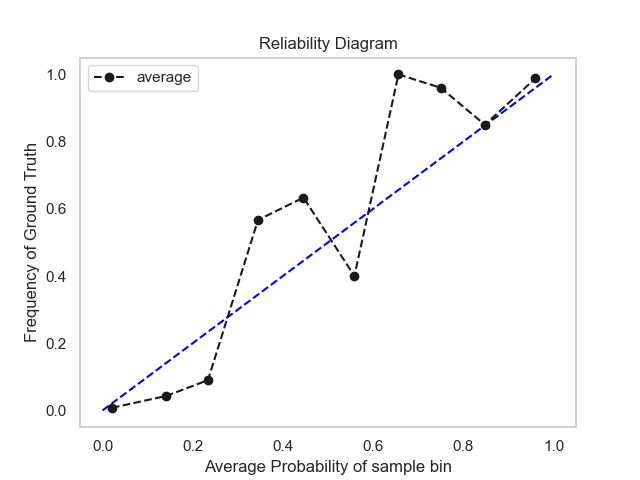 Reliability Diagram
average
Frequency of Ground Truth
1.0
0.8
0.6
0.4
0.2
0.0
0.0 0.2 0.4 0.6 0.8 1.0
Average Probability of sample bin